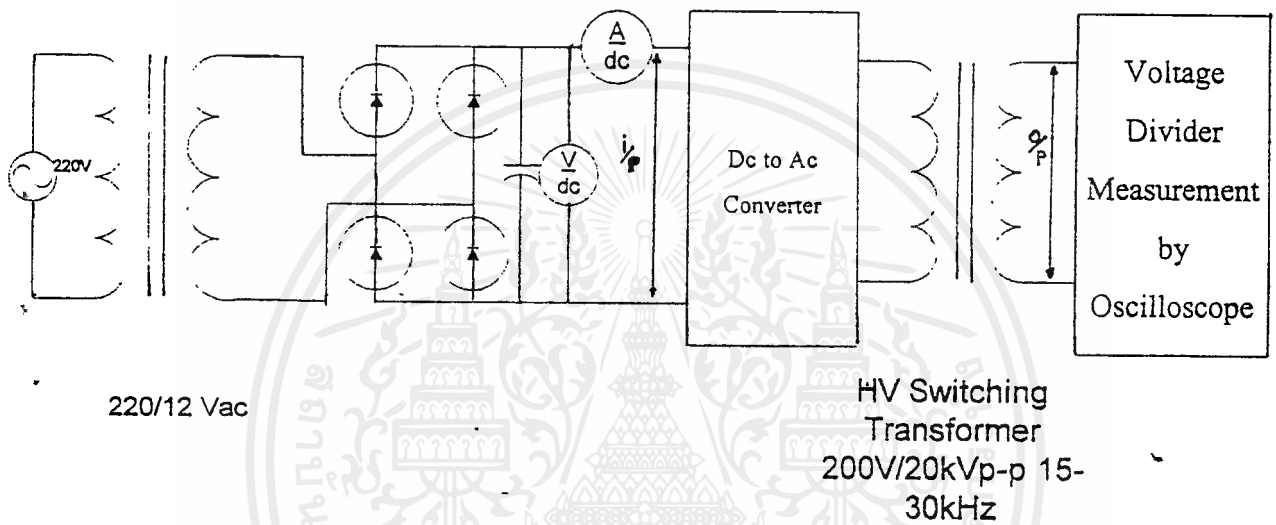 220V
A
dc
V
dc
i/p
Dc to Ac
Converter
o/p
Voltage
Divider
Measurement
by
Oscilloscope
220/12 Vac
HV Switching
Transformer
200V/20kVp-p 15-
30kHz